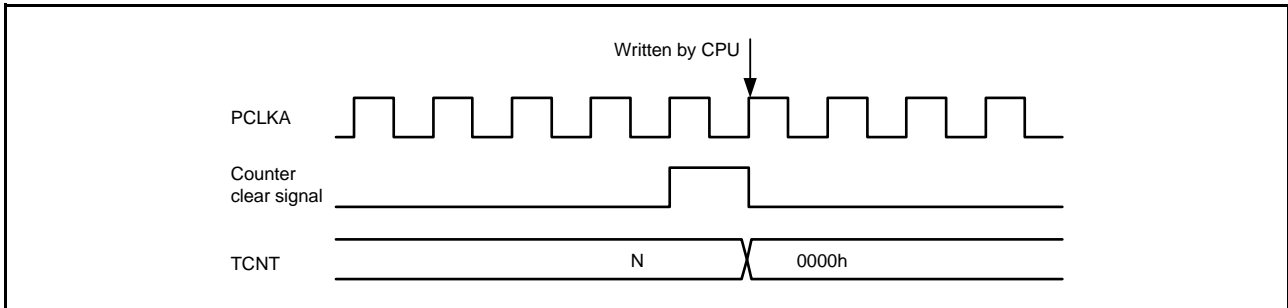 Written by CPU
PCLKA
Counter
clear signal
TCNT
N
0000h